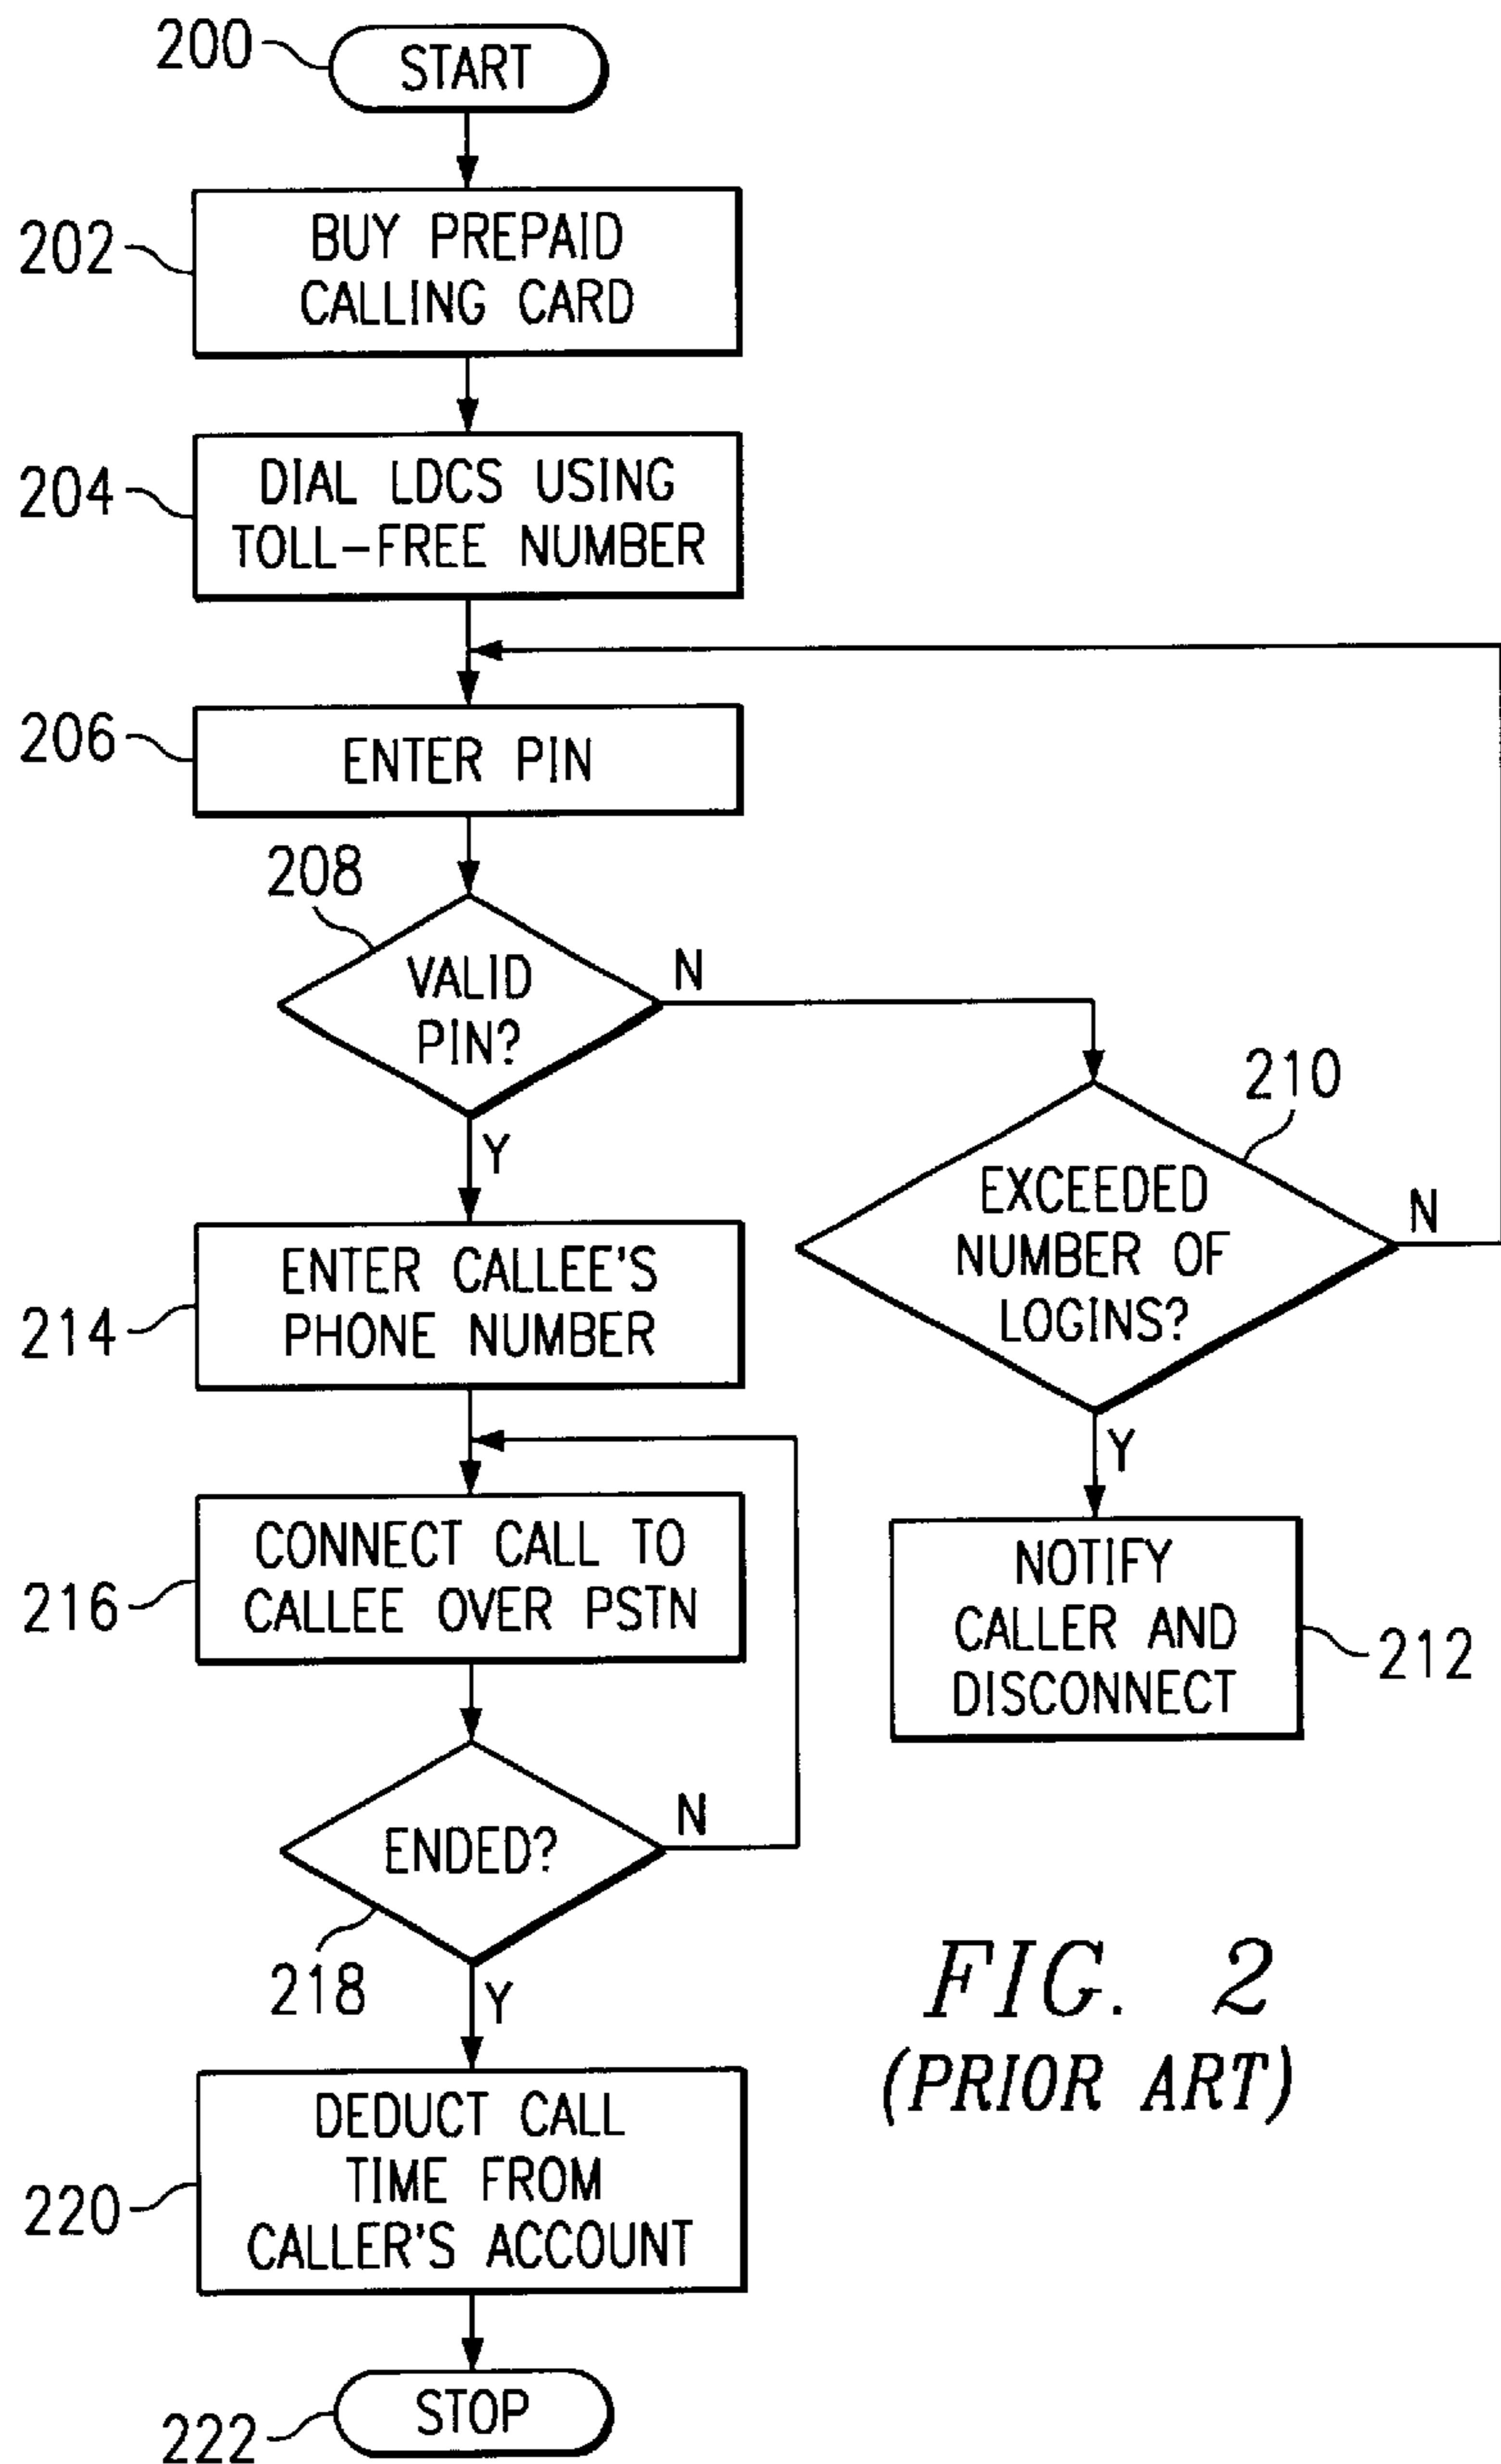 200
START
202
BUY PREPAID
CALLING CARD
204
DIAL LDCS USING
TOLL-FREE NUMBER
206
ENTER PIN
208
VALID
PIN?
N
Y
210
EXCEEDED
NUMBER OF
LOGINS?
N
Y
NOTIFY
CALLER AND
DISCONNECT
212
214
ENTER CALLEE'S
PHONE NUMBER
216
CONNECT CALL TO
CALLEE OVER PSTN
ENDED?
N
218
Y
220
DEDUCT CALL
TIME FROM
CALLER'S ACCOUNT
222
STOP
FIG. 2
(PRIOR ART)